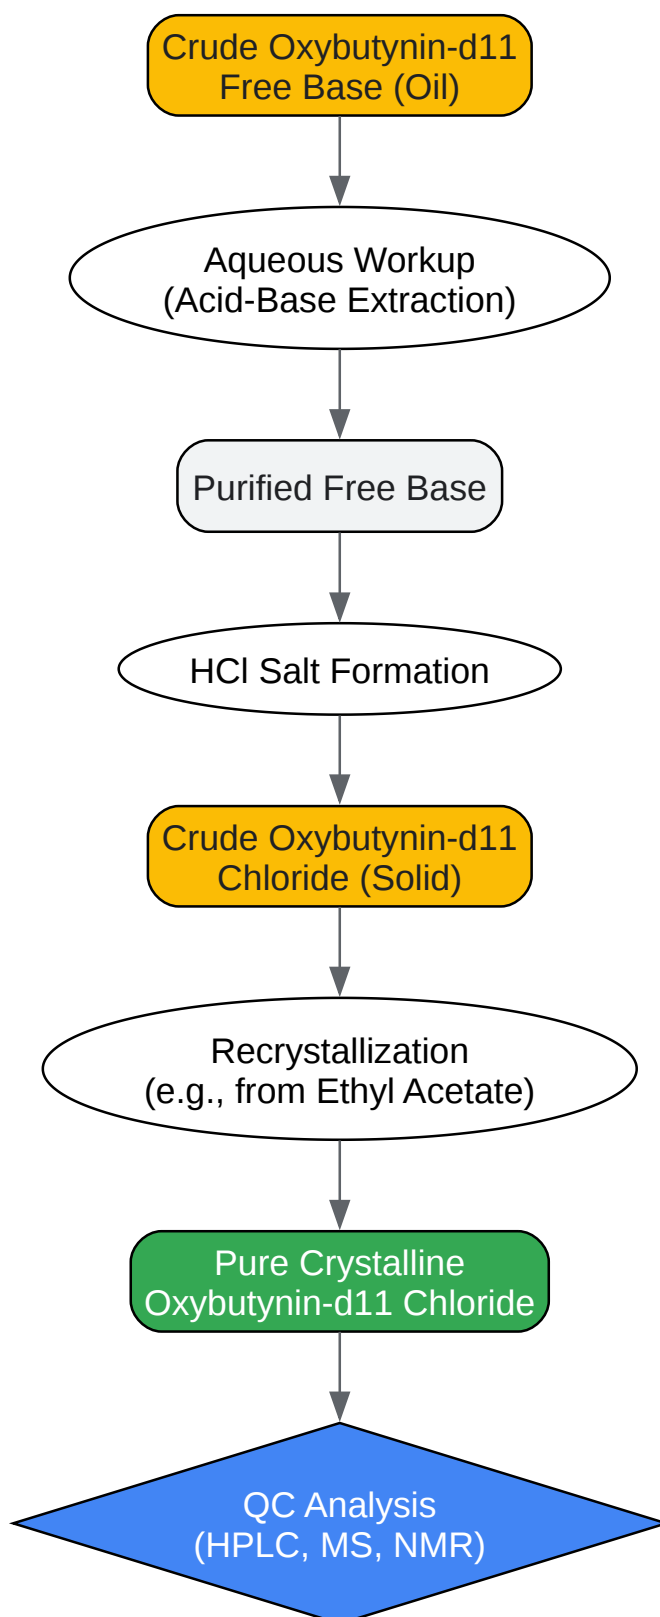 Crude Oxybutynin-d11
Free Base (Oil)
Aqueous Workup
(Acid-Base Extraction)
Purified Free Base
HCl Salt Formation
Crude Oxybutynin-d11
Chloride (Solid)
Recrystallization
(e.g., from Ethyl Acetate)
Pure Crystalline
Oxybutynin-d11 Chloride
QC Analysis
(HPLC, MS, NMR)